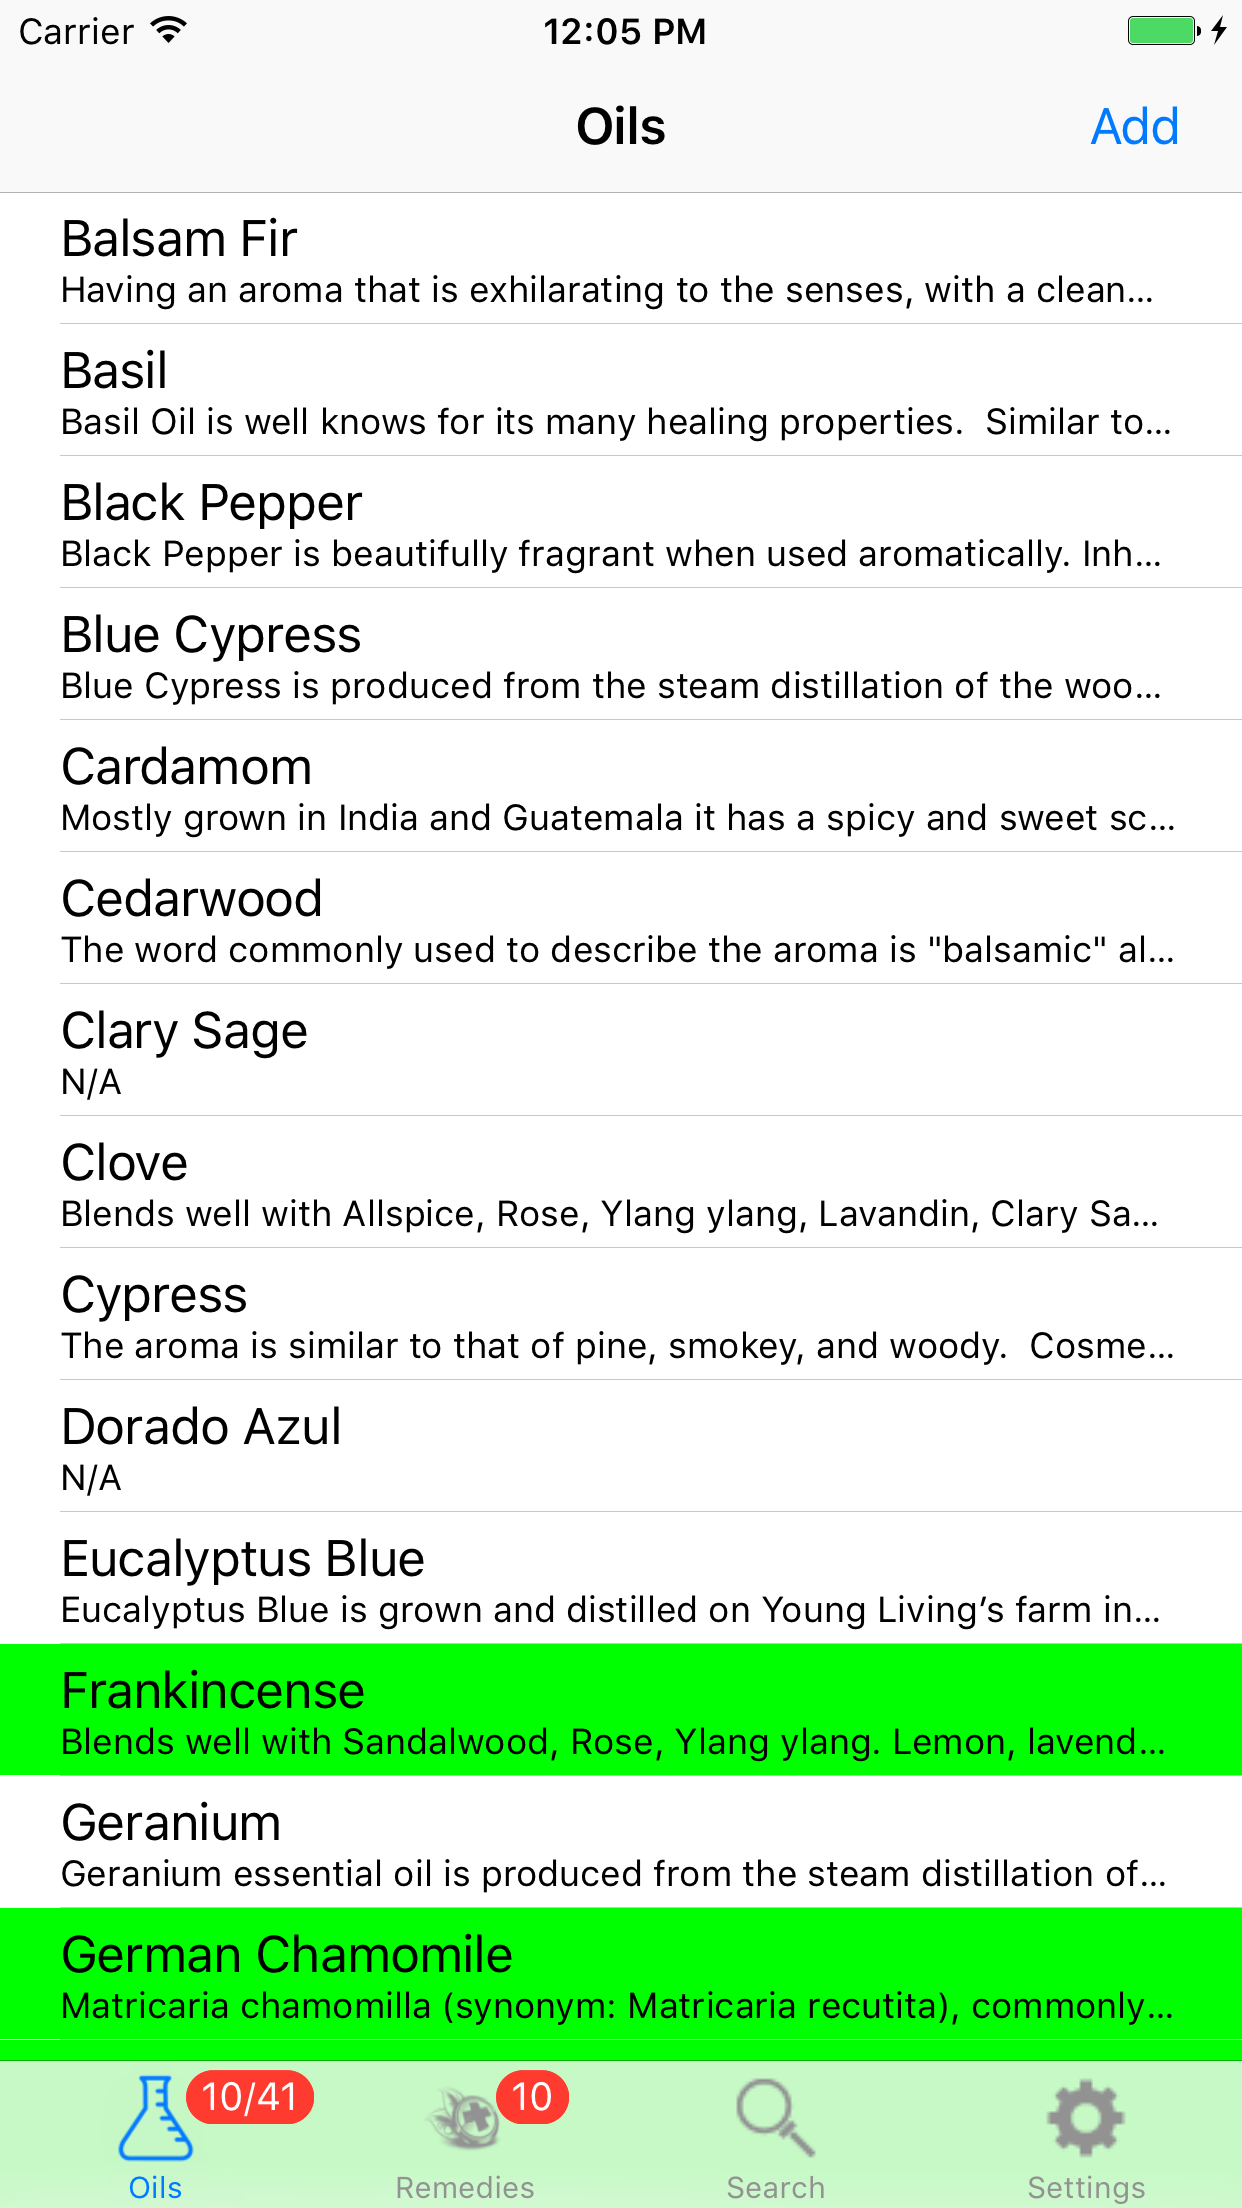 Carrier 12:05 PM
Oils Add
Balsam Fir
Having an aroma that is exhilarating to the senses, with a clean...
Basil
Basil Oil is well knows for its many healing properties.  Similar to...
Black Pepper
Black Pepper is beautifully fragrant when used aromatically. Inh...
Blue Cypress
Blue Cypress is produced from the steam distillation of the woo...
Cardamom
Mostly grown in India and Guatemala it has a spicy and sweet sc...
Cedarwood
The word commonly used to describe the aroma is "balsamic" al...
Clary Sage
N/A
Clove
Blends well with Allspice, Rose, Ylang ylang, Lavandin, Clary Sa...
Cypress
The aroma is similar to that of pine, smokey, and woody.  Cosme...
Dorado Azul
N/A
Eucalyptus Blue
Eucalyptus Blue is grown and distilled on Young Living’s farm in...
Frankincense
Blends well with Sandalwood, Rose, Ylang ylang. Lemon, lavend...
Geranium
Geranium essential oil is produced from the steam distillation of...
German Chamomile
Matricaria chamomilla (synonym: Matricaria recutita), commonly...
10/41 10
Oils Remedies Search Settings